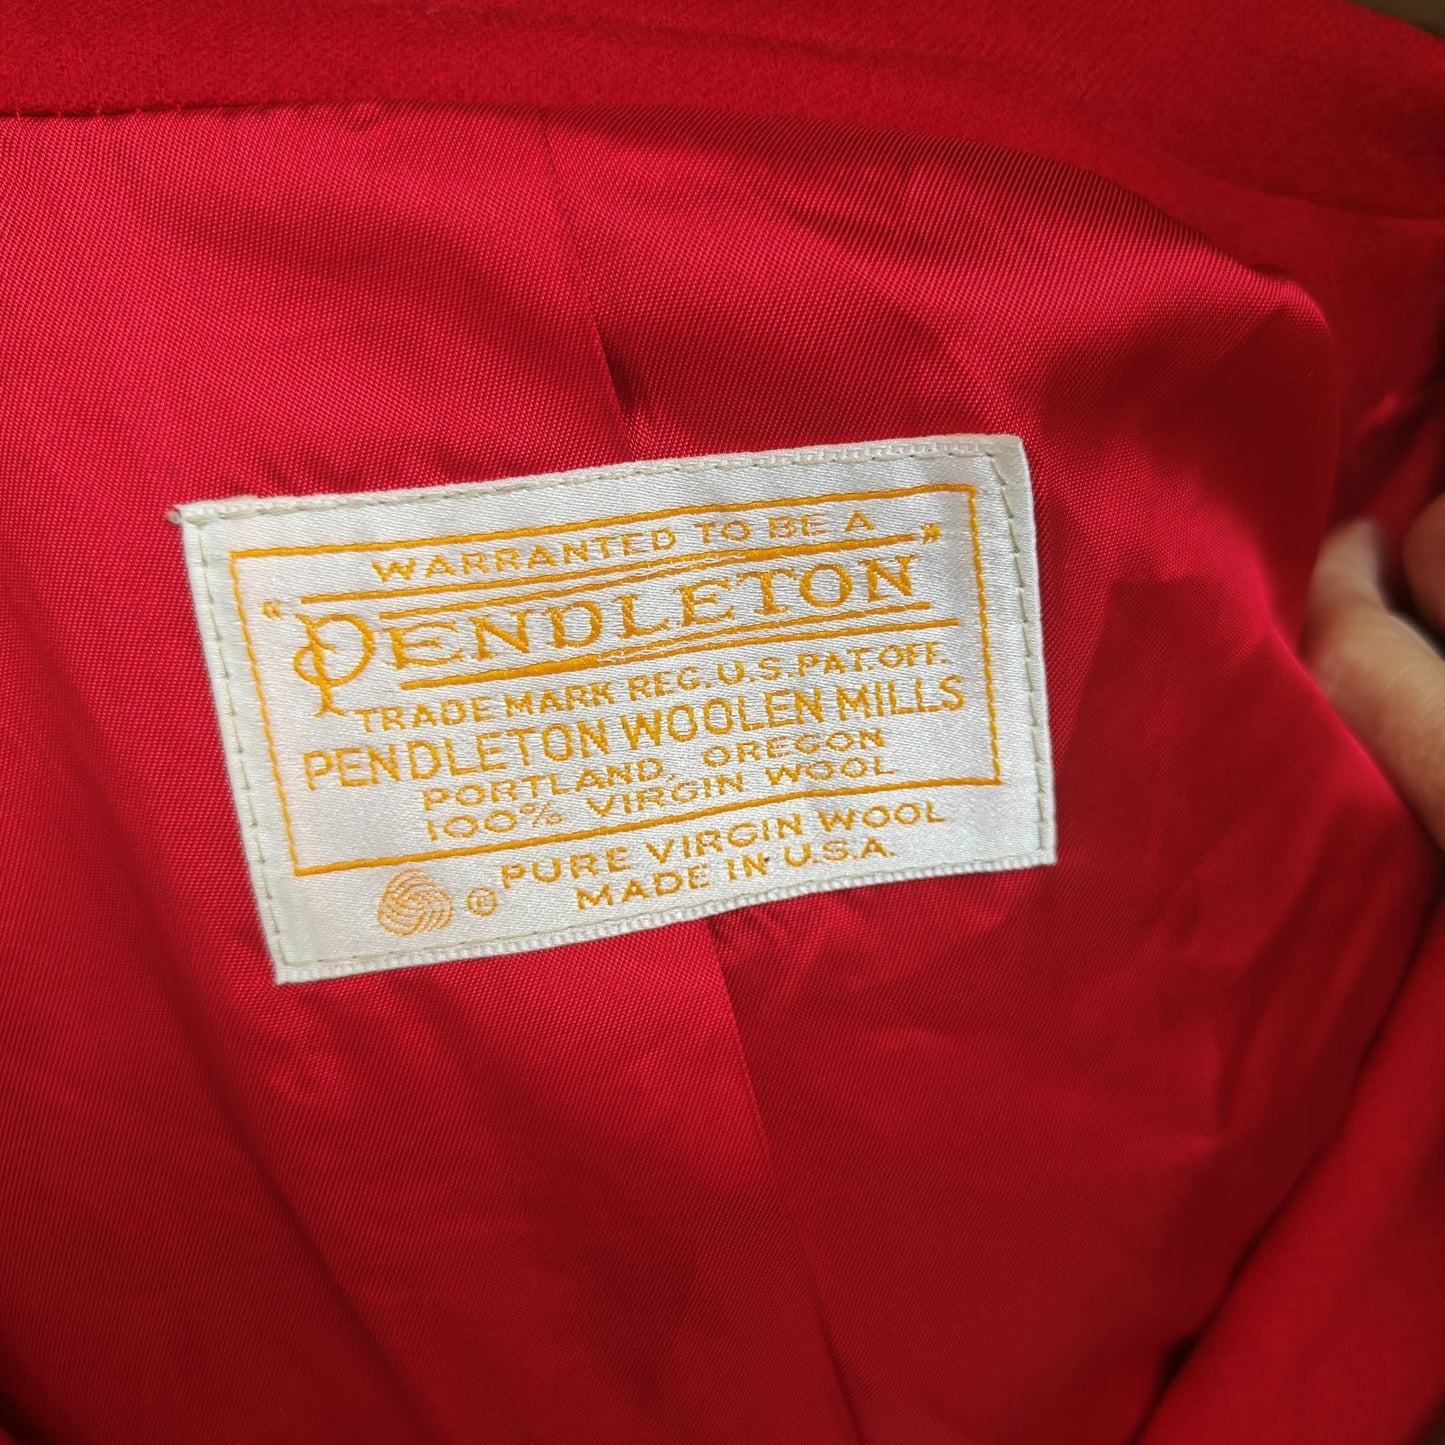 WARRANTED TO BE A
"PENDLETON"
TRADE MARK REG. U.S. PAT. OFF.
PENDLETON WOOLEN MILLS
PORTLAND, OREGON
100% VIRGIN WOOL
® PURE VIRGIN WOOL
MADE IN U.S.A.